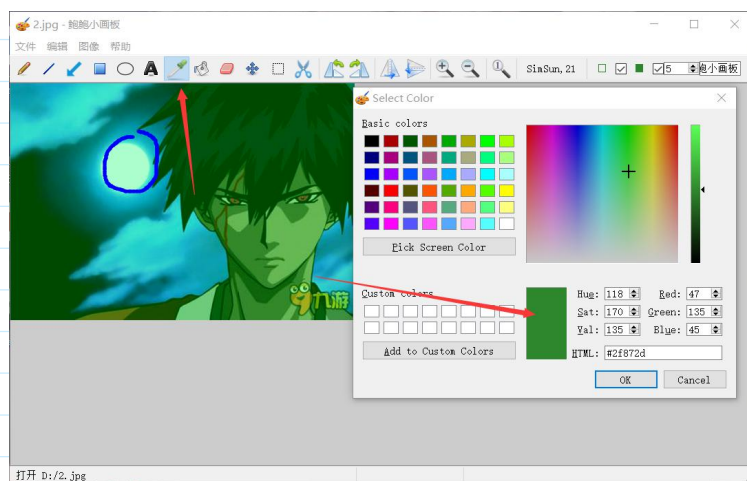 2.jpg - 鲍鲍小画板
文件 编辑 图像 帮助
A
SimSun, 21
5
小画板
Select Color
Basic colors
Pick Screen Color
九游
Custom colors
Add to Custom Colors
Hue: 118 Red: 47
Sat: 170 Green: 135
Val: 135 Blue: 45
HTML: #2f872d
OK Cancel
打开 D:/2.jpg